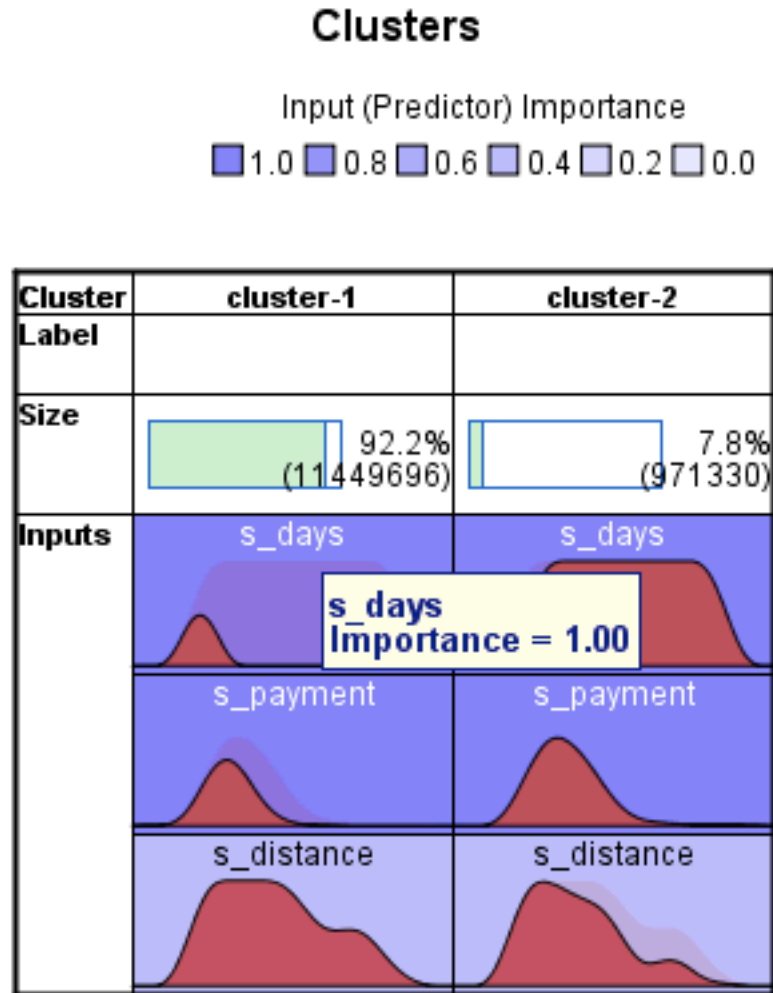 Clusters
Input (Predictor) Importance
1.0 0.8 0.6 0.4 0.2 0.0
Cluster cluster-1 cluster-2
Label
Size
92.2% 7.8%
(11449696) (971330)
Inputs s_days s_days
s_days
Importance = 1.00
s_payment s_payment
s_distance s_distance